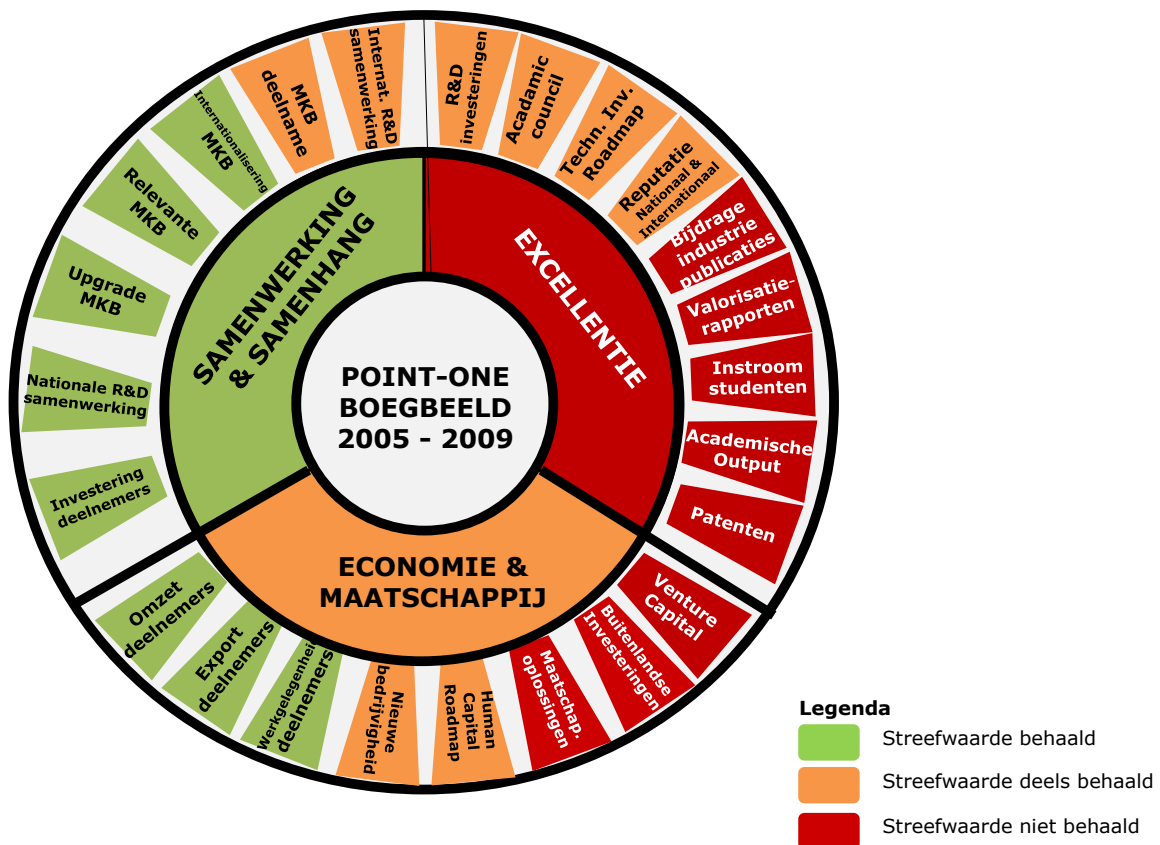 POINT-ONE
BOEGBEELD
2005 - 2009
SAMENWERKING
& SAMENHANG
EXCELLENTIE
ECONOMIE &
MAATSCHAPPIJ
R&D
investeringen
Acadamic
council
Techn. Inv.
Roadmap
Reputatie
Nationaal &
Internationaal
Bijdrage
industrie
publicaties
Valorisatie-
rapporten
Instroom
studenten
Academische
Output
Patenten
Venture
Capital
Buitenlandse
Investeringen
Maatschap.
oplossingen
Human
Capital
Roadmap
Nieuwe
bedrijvigheid
Werkgelegenheid
deelnemers
Export
deelnemers
Omzet
deelnemers
Investering
deelnemers
Nationale R&D
samenwerking
Upgrade
MKB
Relevante
MKB
Internationalisering
MKB
MKB
deelname
Internat. R&D
samenwerking
Legenda
Streefwaarde behaald
Streefwaarde deels behaald
Streefwaarde niet behaald